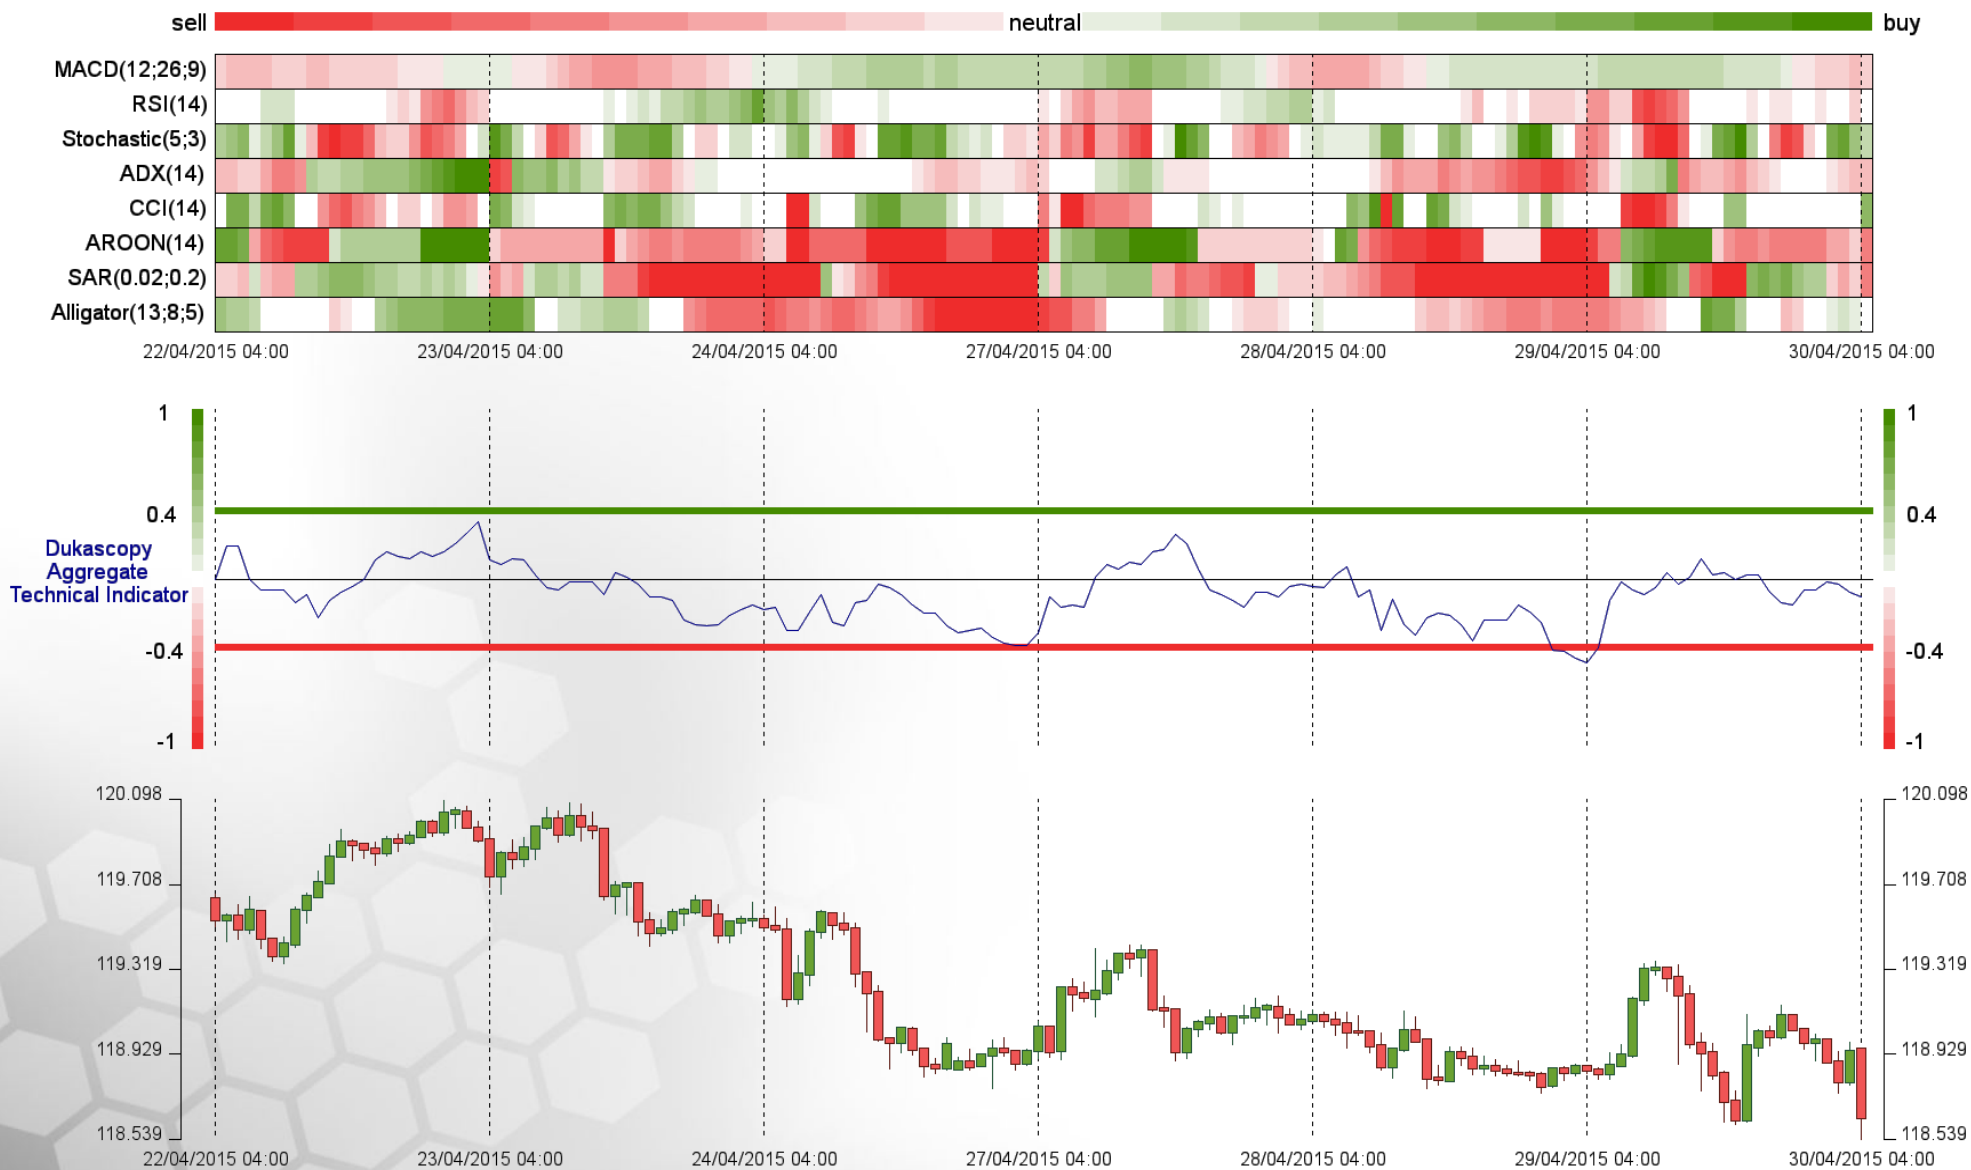 sell neutral buy
MACD(12;26;9)
RSI(14)
Stochastic(5;3)
ADX(14)
CCI(14)
AROON(14)
SAR(0.02;0.2)
Alligator(13;8;5)
22/04/2015 04:00 23/04/2015 04:00 24/04/2015 04:00 27/04/2015 04:00 28/04/2015 04:00 29/04/2015 04:00 30/04/2015 04:00
1 1
0.4 0.4
Dukascopy
Aggregate
Technical Indicator
-0.4 -0.4
-1 -1
120.098 120.098
119.708 119.708
119.319 119.319
118.929 118.929
118.539 118.539
22/04/2015 04:00 23/04/2015 04:00 24/04/2015 04:00 27/04/2015 04:00 28/04/2015 04:00 29/04/2015 04:00 30/04/2015 04:00